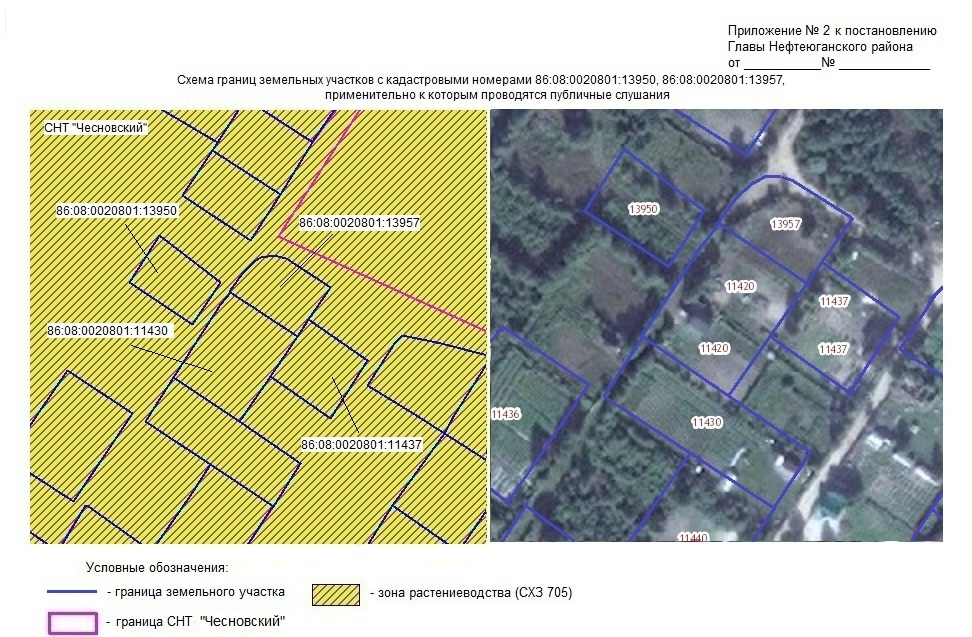 Приложение № 2 к постановлению
Главы Нефтеюганского района
от ___________№ _____________
Схема границ земельных участков с кадастровыми номерами 86:08:0020801:13950, 86:08:0020801:13957,
применительно к которым проводятся публичные слушания
СНТ "Чесновский"
86:08:0020801:13950
86:08:0020801:13957
86:08:0020801:11430
86:08:0020801:11437
13950
13957
11420
11437
11420
11437
11436
11430
11440
Условные обозначения:
- граница земельного участка
- зона растениеводства (СХЗ 705)
- граница СНТ "Чесновский"